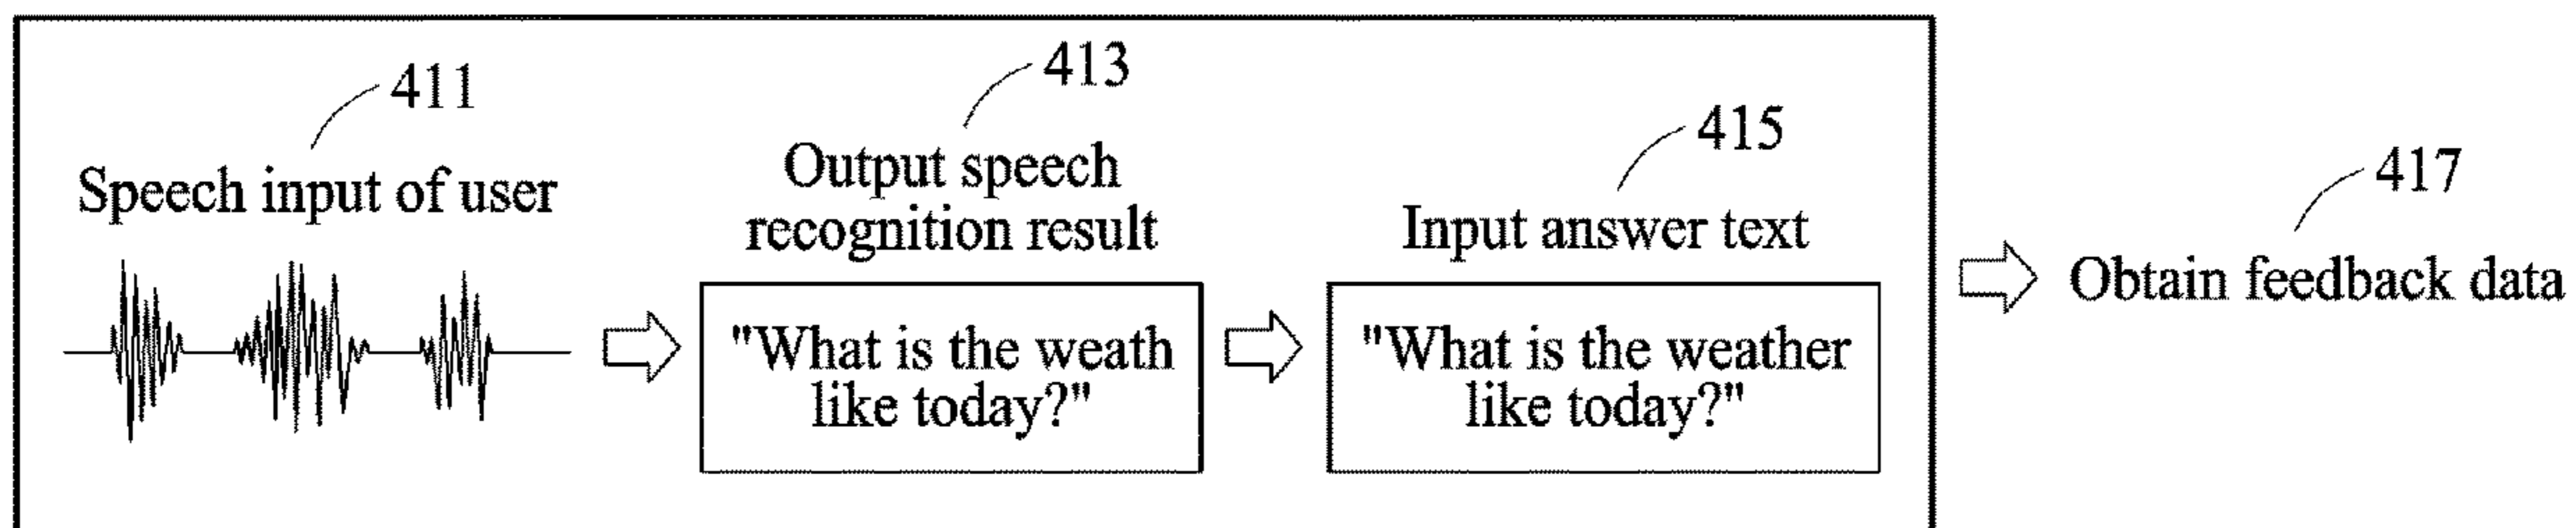 411
Speech input of user
413
Output speech
recognition result
"What is the weath
like today?"
415
Input answer text
"What is the weather
like today?"
417
Obtain feedback data